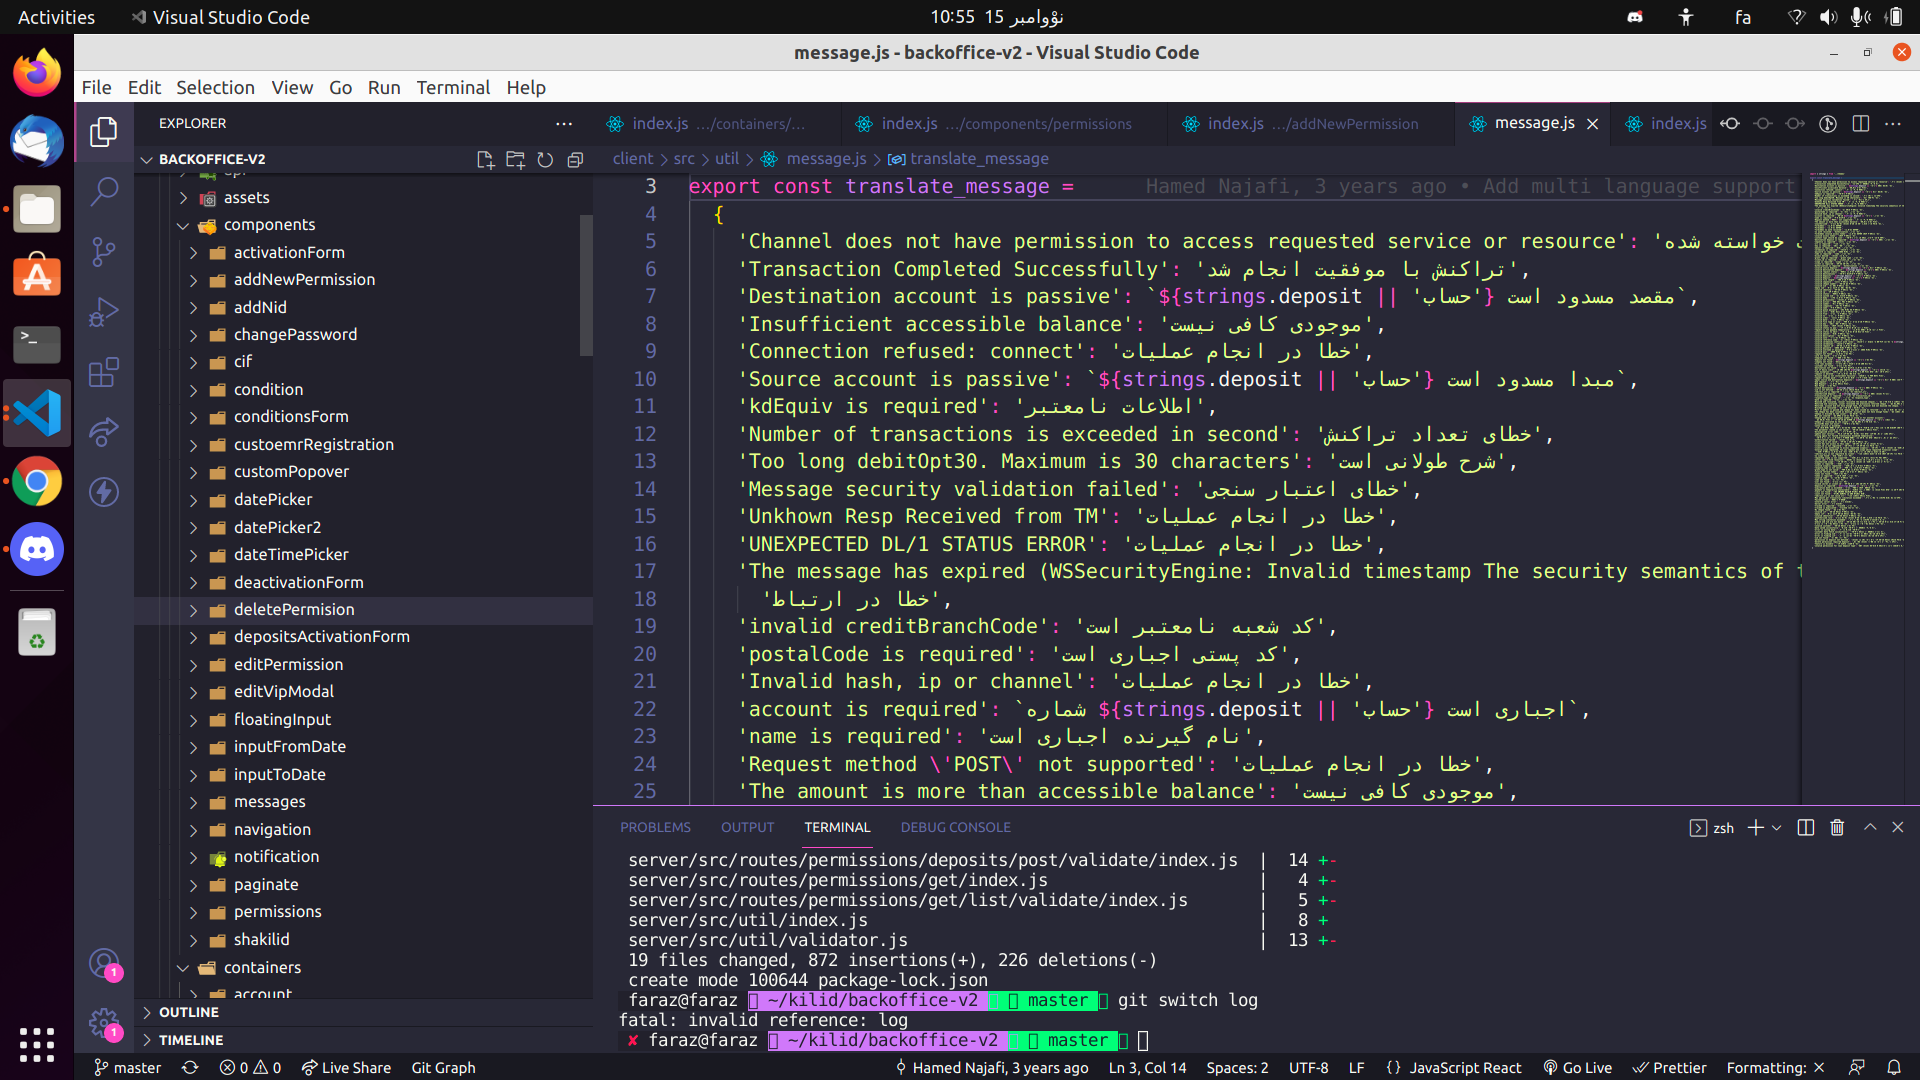 Activities
Visual Studio Code
10:55 15 نوامبر
fa
message.js - backoffice-v2 - Visual Studio Code
File Edit Selection View Go Run Terminal Help
EXPLORER
BACKOFFICE-V2
assets
components
activationForm
addNewPermission
addNid
changePassword
cif
condition
conditionsForm
custoemrRegistration
customPopover
datePicker
datePicker2
dateTimePicker
deactivationForm
deletePermision
depositsActivationForm
editPermission
editVipModal
floatingInput
inputFromDate
inputToDate
messages
navigation
notification
paginate
permissions
shakilid
containers
account
OUTLINE
TIMELINE
index.js .../containers/...
index.js .../components/permissions
index.js .../addNewPermission
message.js
index.js
client > src > util > message.js > translate_message
3 export const translate_message = Hamed Najafi, 3 years ago • Add multi language support
4 {
5 'Channel does not have permission to access requested service or resource': 'خواسته شده
6 'Transaction Completed Successfully': 'تراکنش با موفقیت انجام شد',
7 'Destination account is passive': `${strings.deposit || 'حساب'} مقصد مسدود است`,
8 'Insufficient accessible balance': 'موجودی کافی نیست',
9 'Connection refused: connect': 'خطا در انجام عملیات',
10 'Source account is passive': `${strings.deposit || 'حساب'} مبدا مسدود است`,
11 'kdEquiv is required': 'اطلاعات نامعتبر',
12 'Number of transactions is exceeded in second': 'خطای تعداد تراکنش',
13 'Too long debitOpt30. Maximum is 30 characters': 'شرح طولانی است',
14 'Message security validation failed': 'خطای اعتبار سنجی',
15 'Unkhown Resp Received from TM': 'خطا در انجام عملیات',
16 'UNEXPECTED DL/1 STATUS ERROR': 'خطا در انجام عملیات',
17 'The message has expired (WSSecurityEngine: Invalid timestamp The security semantics of
18 'خطا در ارتباط',
19 'invalid creditBranchCode': 'کد شعبه نامعتبر است',
20 'postalCode is required': 'کد پستی اجباری است',
21 'Invalid hash, ip or channel': 'خطا در انجام عملیات',
22 'account is required': `شماره ${strings.deposit || 'حساب'} اجباری است`,
23 'name is required': 'نام گیرنده اجباری است',
24 'Request method \'POST\' not supported': 'خطا در انجام عملیات',
25 'The amount is more than accessible balance': 'موجودی کافی نیست',
PROBLEMS OUTPUT TERMINAL DEBUG CONSOLE
zsh
server/src/routes/permissions/deposits/post/validate/index.js | 14 +-
server/src/routes/permissions/get/index.js | 4 +-
server/src/routes/permissions/get/list/validate/index.js | 5 +-
server/src/util/index.js | 8 +
server/src/util/validator.js | 13 +-
19 files changed, 872 insertions(+), 226 deletions(-)
create mode 100644 package-lock.json
faraz@faraz ~/kilid/backoffice-v2 master git switch log
fatal: invalid reference: log
✘ faraz@faraz ~/kilid/backoffice-v2 master
1
1
master 0 0 Live Share Git Graph Hamed Najafi, 3 years ago Ln 3, Col 14 Spaces: 2 UTF-8 LF {} JavaScript React Go Live Prettier Formatting: ×